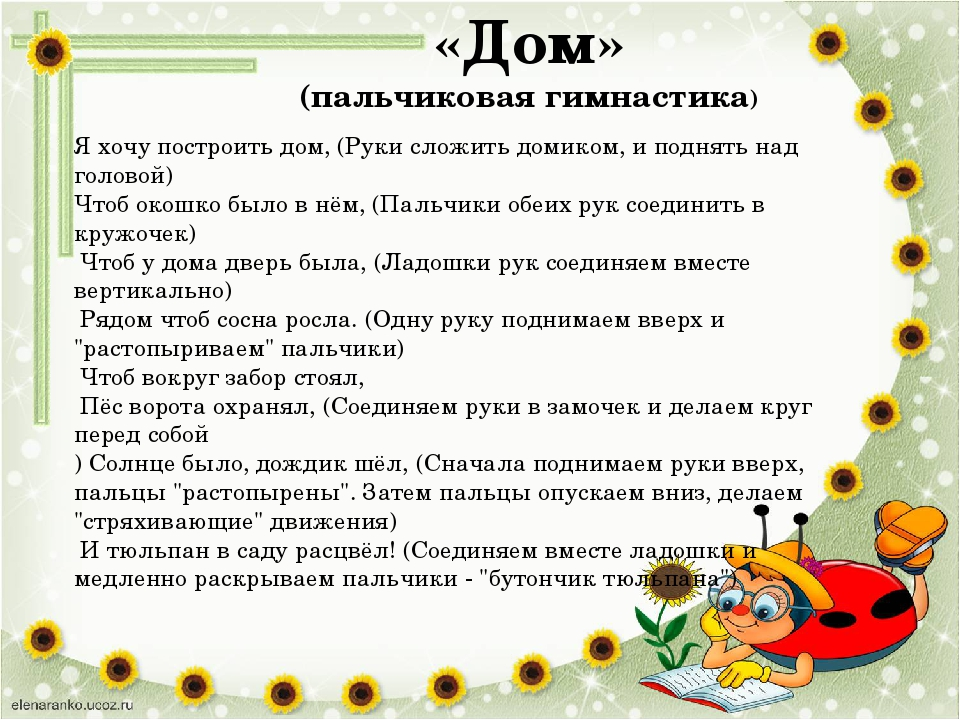 «Дом»
(пальчиковая гимнастика)
Я хочу построить дом, (Руки сложить домиком, и поднять над
головой)
Чтоб окошко было в нём, (Пальчики обеих рук соединить в
кружочек)
Чтоб у дома дверь была, (Ладошки рук соединяем вместе
вертикально)
Рядом чтоб сосна росла. (Одну руку поднимаем вверх и
"растопыриваем" пальчики)
Чтоб вокруг забор стоял,
Пёс ворота охранял, (Соединяем руки в замочек и делаем круг
перед собой
) Солнце было, дождик шёл, (Сначала поднимаем руки вверх,
пальцы "растопырены". Затем пальцы опускаем вниз, делаем
"стряхивающие" движения)
И тюльпан в саду расцвёл! (Соединяем вместе ладошки и
медленно раскрываем пальчики - "бутончик тюльпана")
elenaranko.ucoz.ru